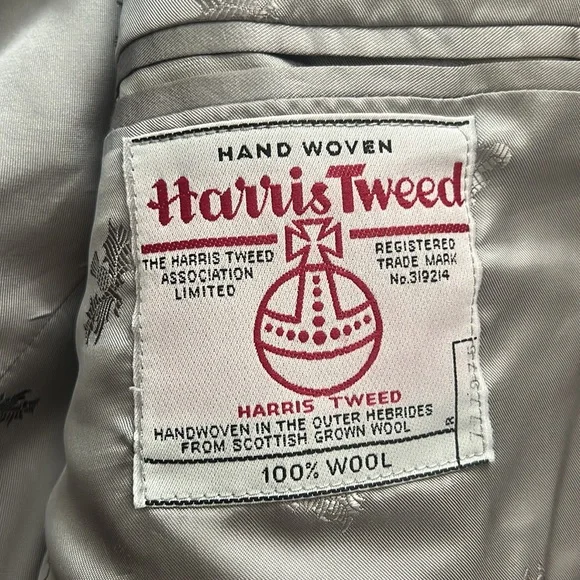 HAND WOVEN
Harris Tweed
THE HARRIS TWEED
ASSOCIATION
LIMITED
REGISTERED
TRADE MARK
No.319214
HARRIS TWEED
HANDWOVEN IN THE OUTER HEBRIDES
FROM SCOTTISH GROWN WOOL
R
100% WOOL